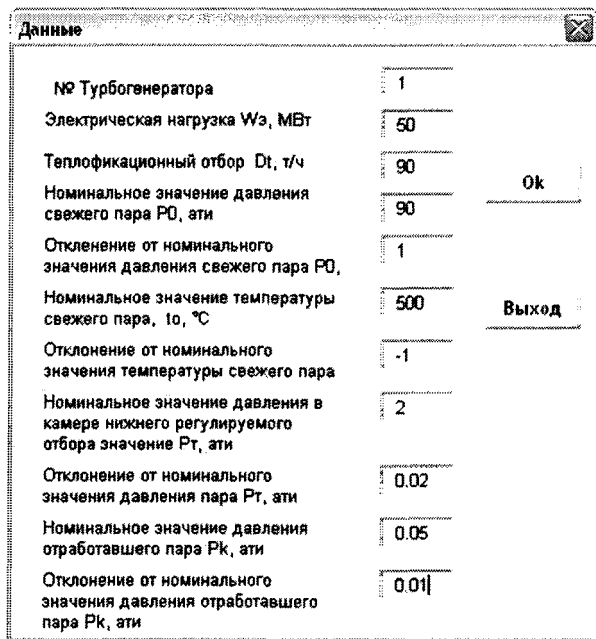 Данные
№ Турбогенератора 1
Электрическая нагрузка Wэ, МВт 50
Теплофикационный отбор Dt, т/ч 90
Ok
Номинальное значение давления
свежего пара P0, ати 90
Откленение от номинального
значения давления свежего пара P0, 1
Номинальное значение температуры
свежего пара, to, °C 500
Выход
Отклонение от номинального
значения температуры свежего пара -1
Номинальное значение давления в
камере нижнего регулируемого
отбора значение Рт, ати 2
Отклонение от номинального
значения давления пара Рт, ати 0.02
Номинальное значение давления
отработавшего пара Pk, ати 0.05
Отклонение от номинального
значения давления отработавшего
пара Pk, ати 0.01